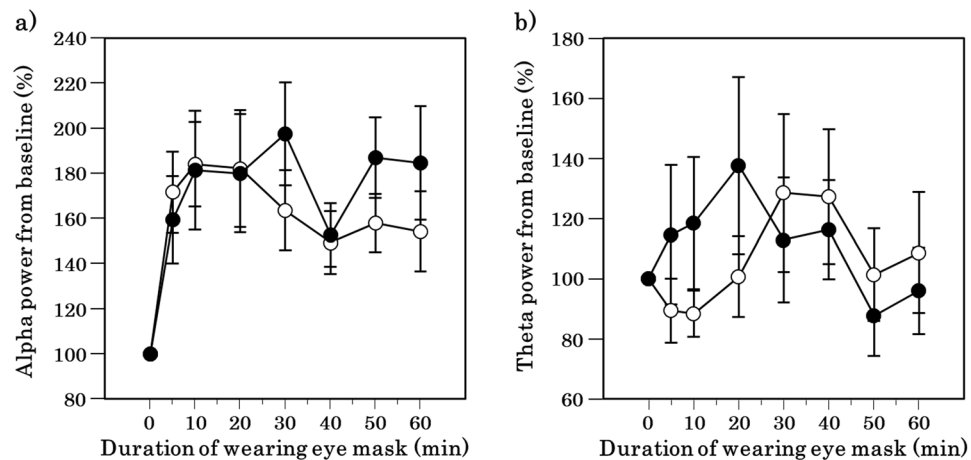 a)
Alpha power from baseline (%)
240
220
200
180
160
140
120
100
80
0 10 20 30 40 50 60
Duration of wearing eye mask (min)
b)
Theta power from baseline (%)
180
160
140
120
100
80
60
0 10 20 30 40 50 60
Duration of wearing eye mask (min)